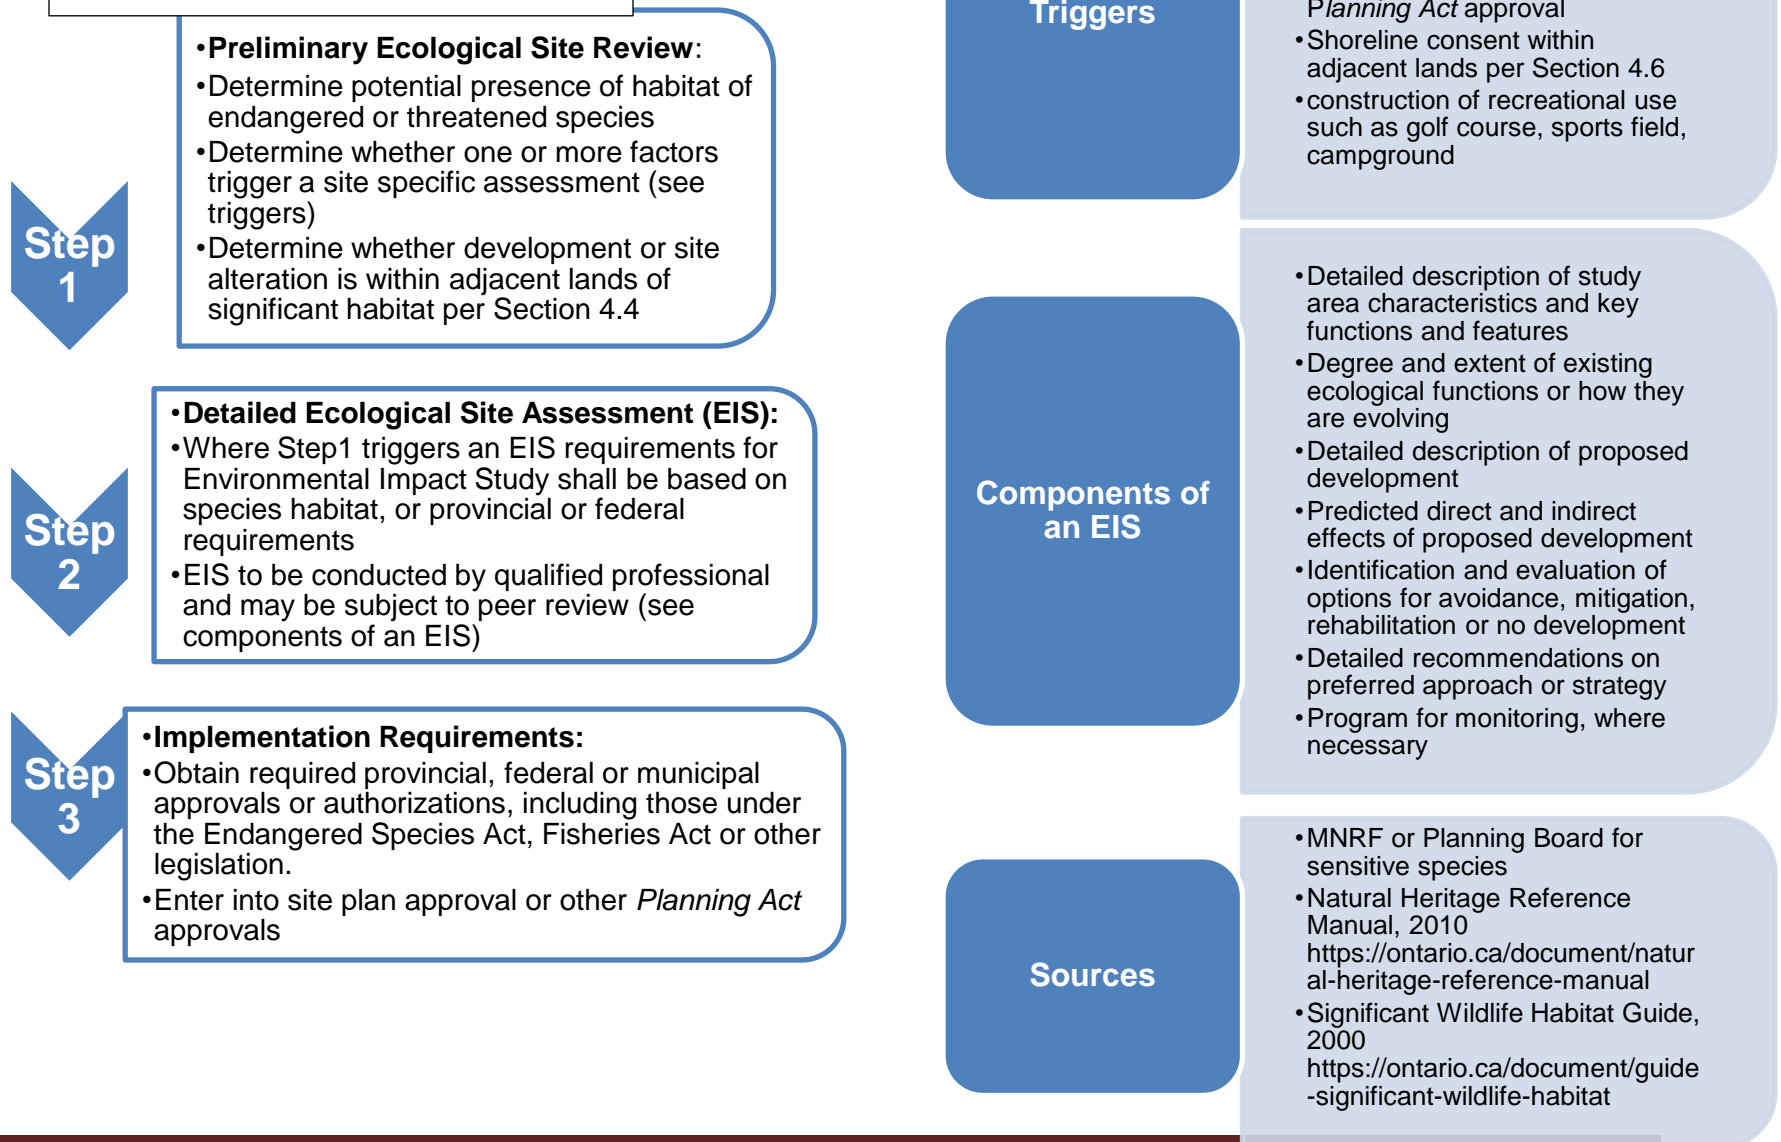 •Preliminary Ecological Site Review:
•Determine potential presence of habitat of
endangered or threatened species
•Determine whether one or more factors
trigger a site specific assessment (see
triggers)
•Determine whether development or site
alteration is within adjacent lands of
significant habitat per Section 4.4
Step
1
•Detailed Ecological Site Assessment (EIS):
•Where Step1 triggers an EIS requirements for
Environmental Impact Study shall be based on
species habitat, or provincial or federal
requirements
•EIS to be conducted by qualified professional
and may be subject to peer review (see
components of an EIS)
Step
2
•Implementation Requirements:
•Obtain required provincial, federal or municipal
approvals or authorizations, including those under
the Endangered Species Act, Fisheries Act or other
legislation.
•Enter into site plan approval or other Planning Act
approvals
Step
3
Triggers
Planning Act approval
•Shoreline consent within
adjacent lands per Section 4.6
•construction of recreational use
such as golf course, sports field,
campground
Components of
an EIS
•Detailed description of study
area characteristics and key
functions and features
•Degree and extent of existing
ecological functions or how they
are evolving
•Detailed description of proposed
development
•Predicted direct and indirect
effects of proposed development
•Identification and evaluation of
options for avoidance, mitigation,
rehabilitation or no development
•Detailed recommendations on
preferred approach or strategy
•Program for monitoring, where
necessary
Sources
•MNRF or Planning Board for
sensitive species
•Natural Heritage Reference
Manual, 2010
https://ontario.ca/document/natur
al-heritage-reference-manual
•Significant Wildlife Habitat Guide,
2000
https://ontario.ca/document/guide
-significant-wildlife-habitat